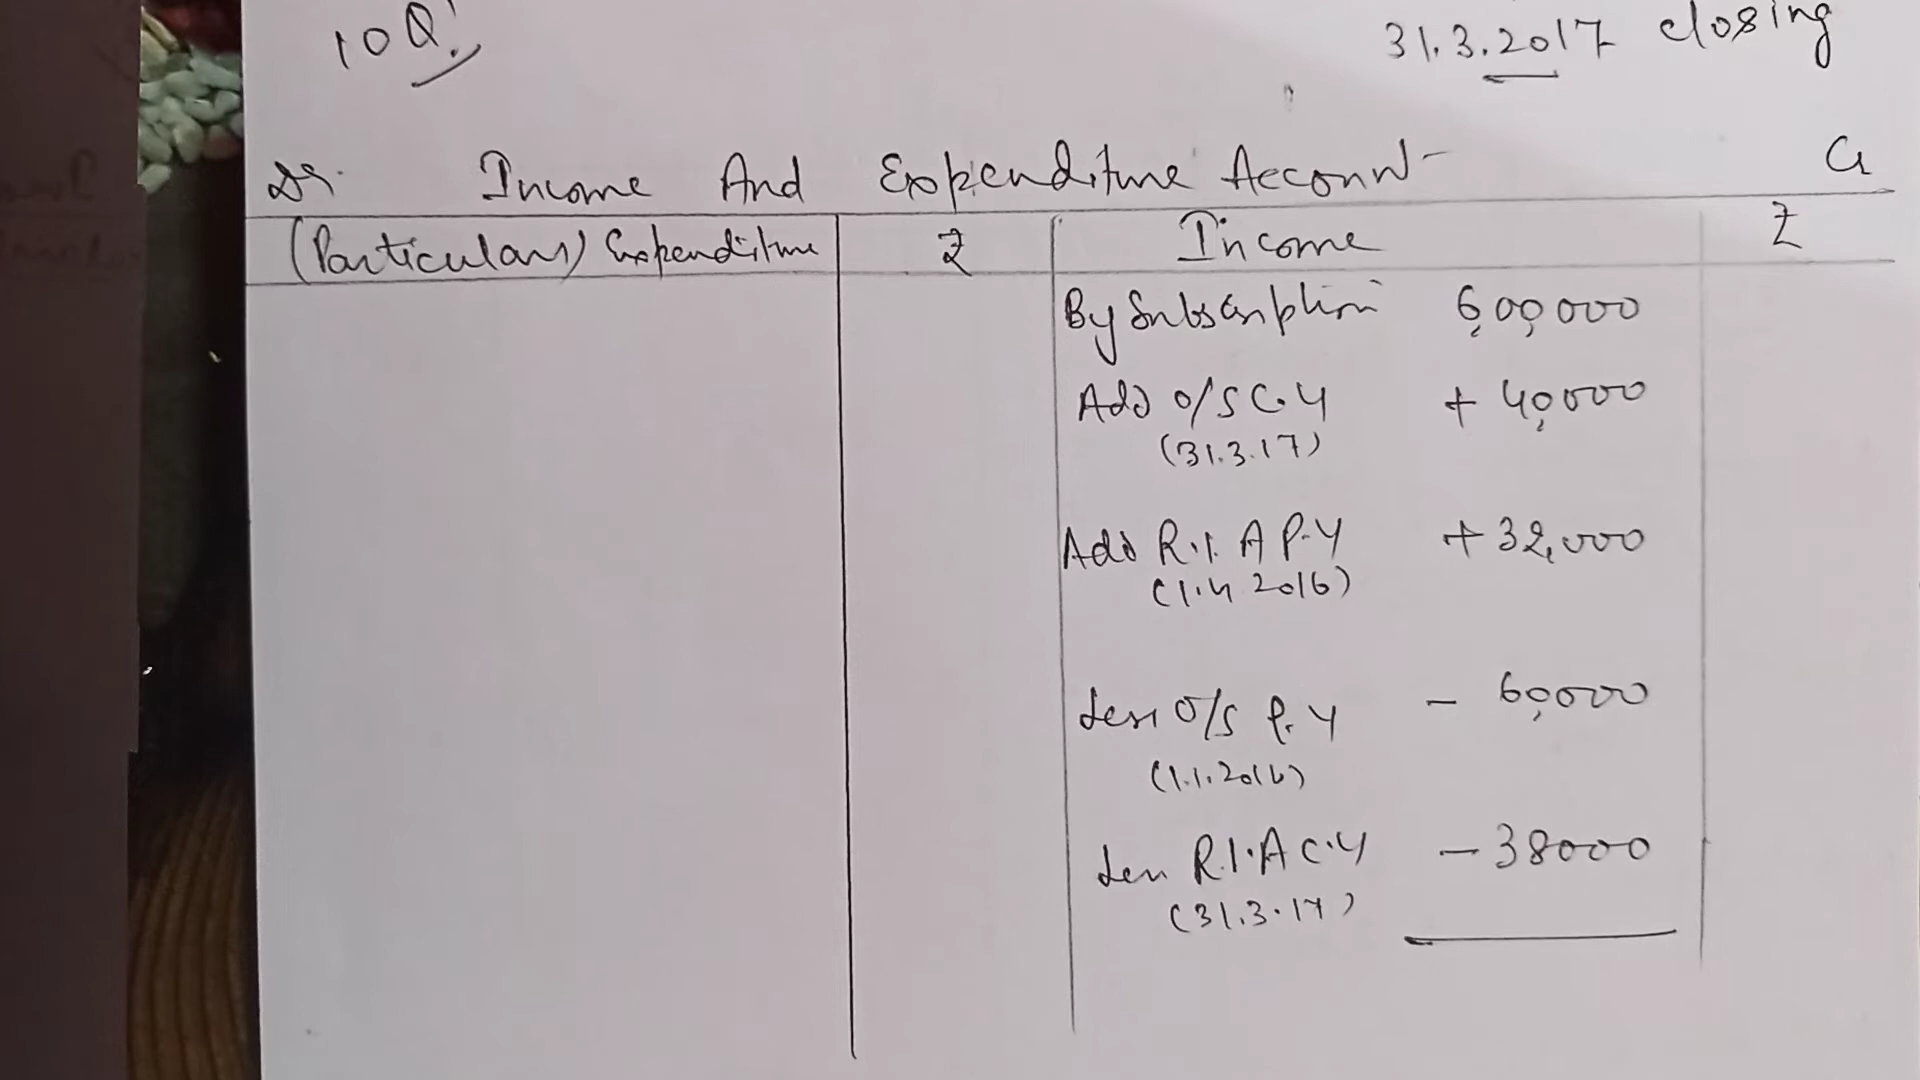 10 Q.
31.3.2017 closing
Dr. Income And Expenditure Account Cr
(Particulars) Expenditure ₹ Income ₹
By Subscription 6,00,000
Add O/S C.Y + 40,000
(31.3.17)
Add R.I. A P.Y + 32,000
(1.4 2016)
Less O/S P.Y - 60,000
(1.1.2016)
Less R.I.A C.Y - 38000
(31.3.17)